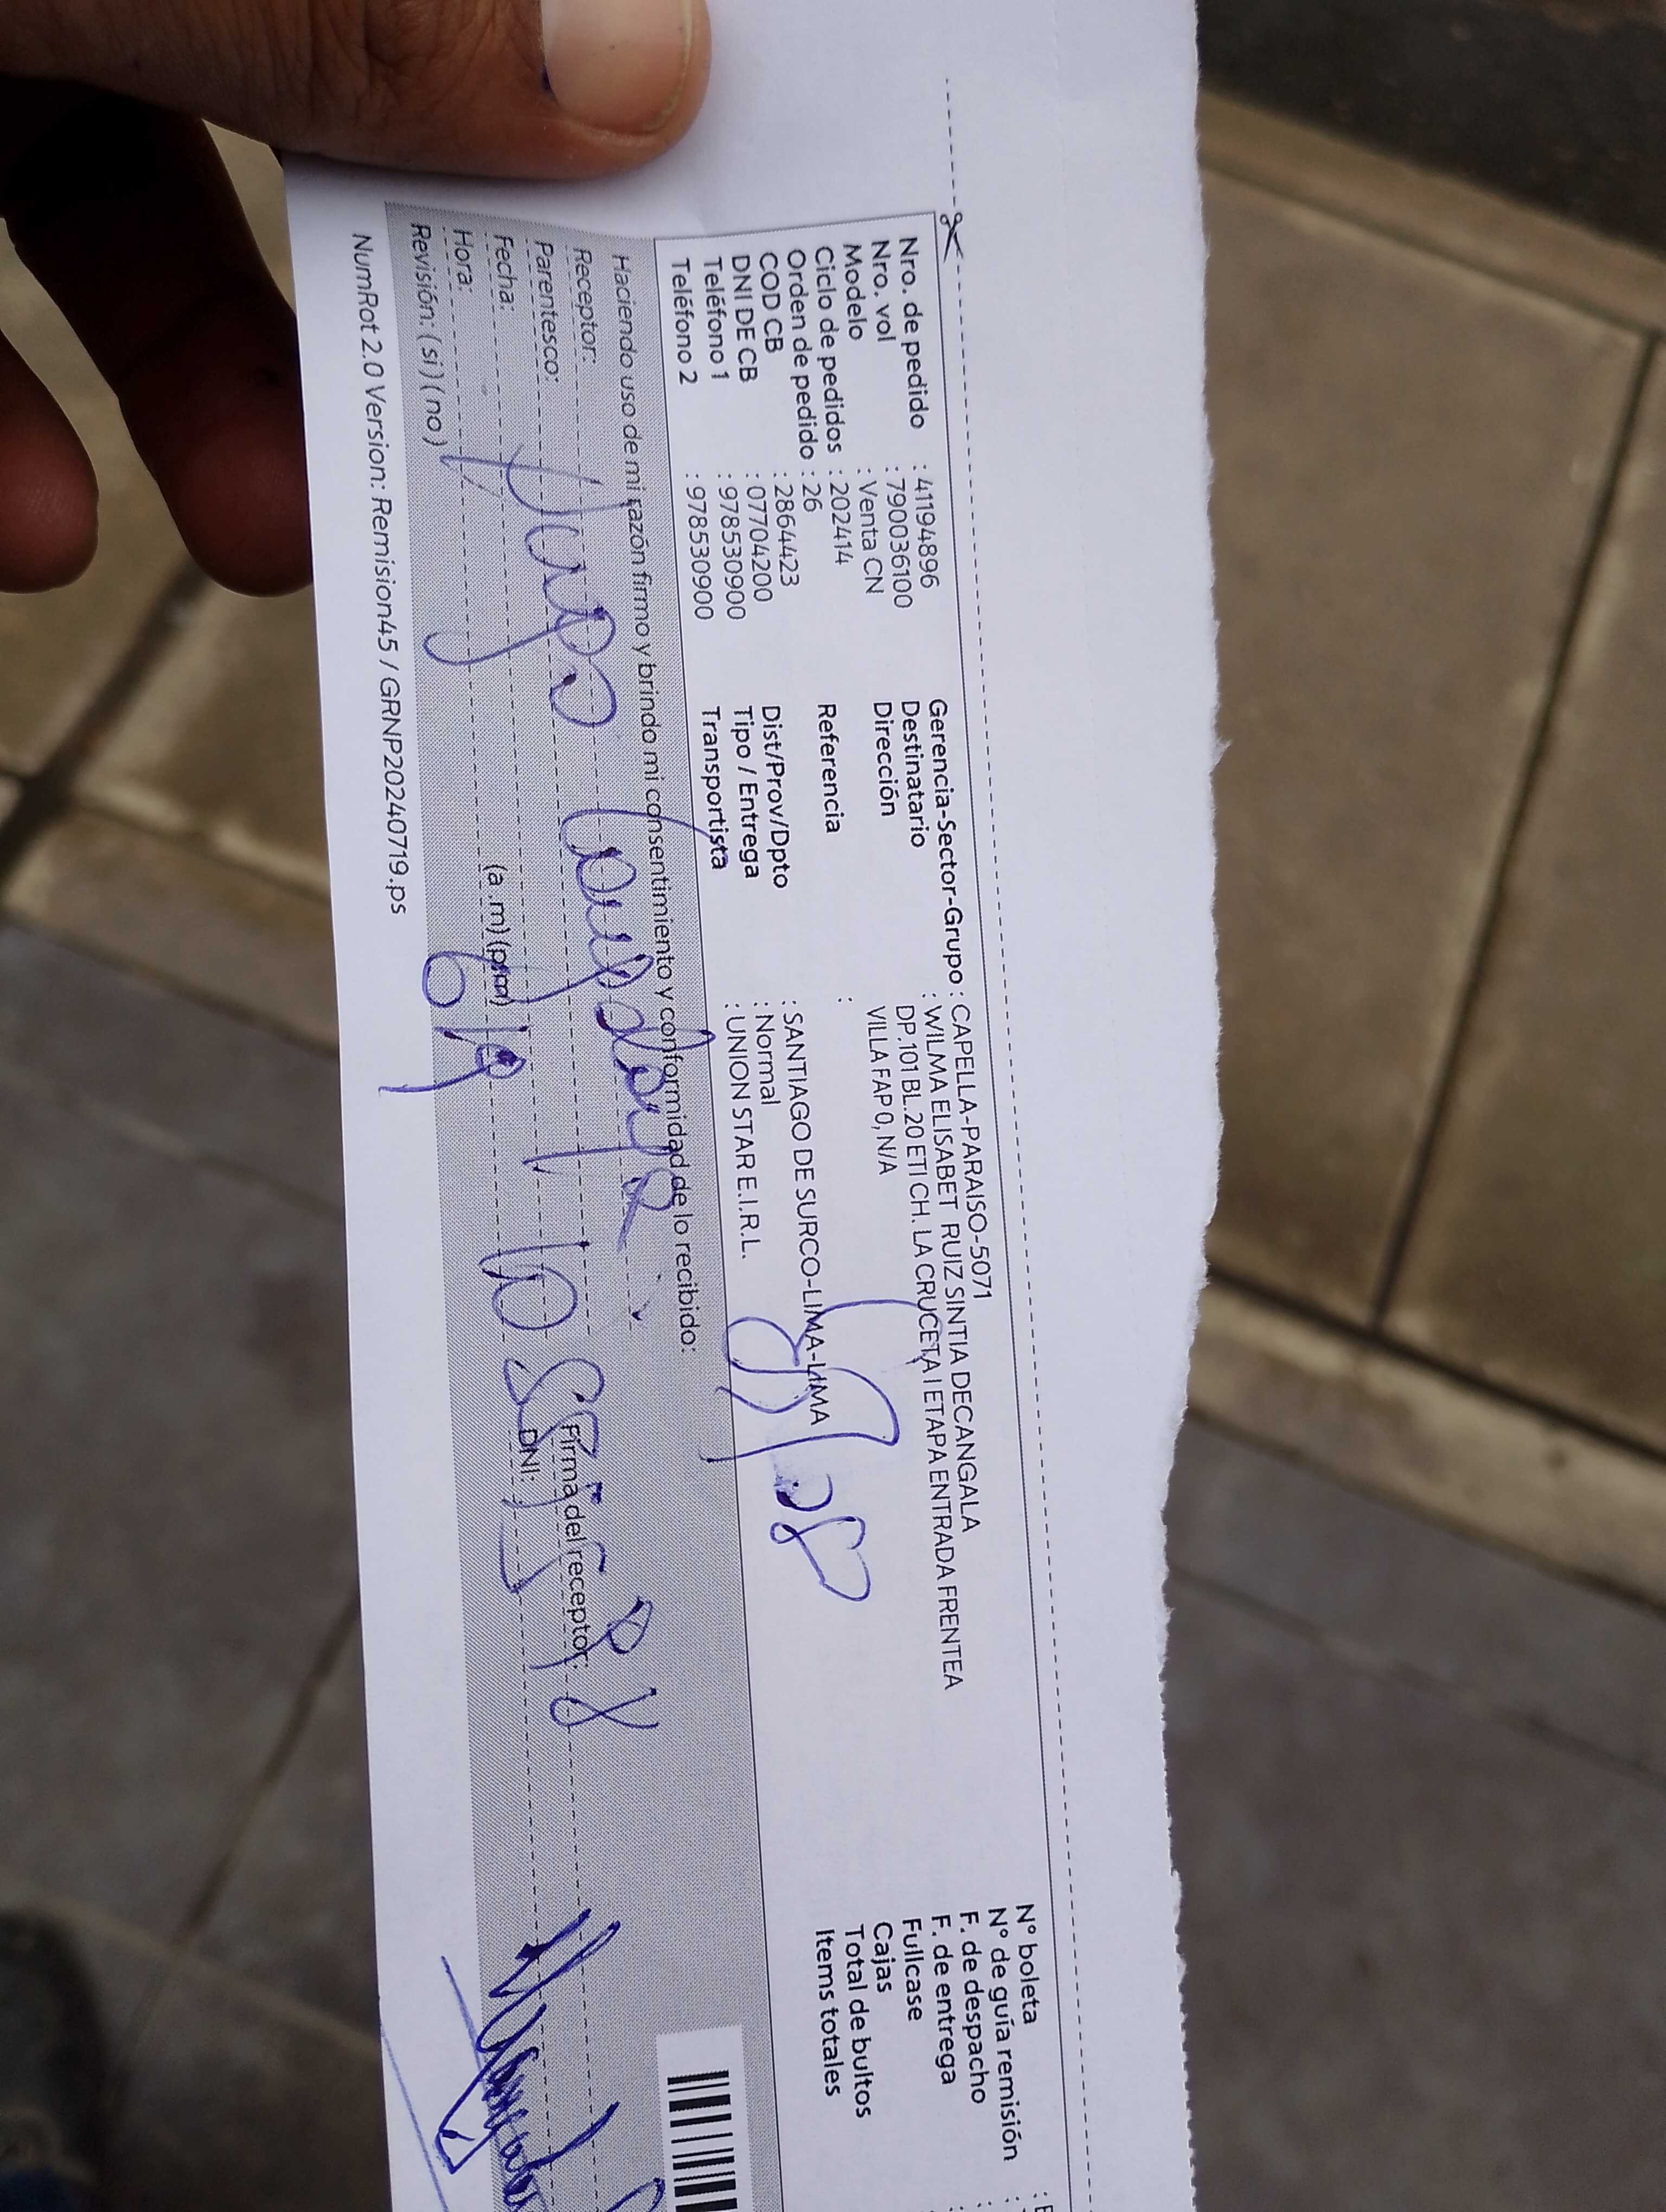 Nro. de pedido : 41194896
Nro. vol : 790036100
Modelo : Venta CN
Ciclo de pedidos : 202414
Orden de pedido : 26
COD CB : 2864423
DNI DE CB : 07704200
Teléfono 1 : 978530900
Teléfono 2 : 978530900
Gerencia-Sector-Grupo : CAPELLA-PARAISO-5071
Destinatario : WILMA ELISABET RUIZ SINTIA DECANGALA
Dirección DP.101 BL.20 ETI CH. LA CRUCETA I ETAPA ENTRADA FRENTEA
VILLA FAP 0, N/A
Referencia :
Dist/Prov/Dpto : SANTIAGO DE SURCO-LIMA-LIMA
Tipo / Entrega : Normal
Transportista : UNION STAR E.I.R.L.
N° boleta
N° de guía remisión
F. de despacho
F. de entrega
Fullcase
Cajas
Total de bultos
Items totales
Haciendo uso de mi razón firmo y brindo mi consentimiento y conformidad de lo recibido:
Receptor:
Parentesco:
Fecha:
Hora: (a .m) (p.m)
Revisión: (si) (no)
Firma del receptor:
DNI:
NumRot 2.0 Version: Remision45 / GRNP20240719.ps